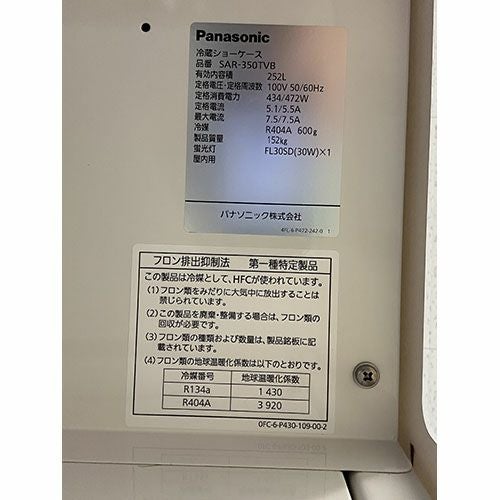 Panasonic
冷蔵ショーケース
品番 SAR-350TVB
有効内容積 252L
定格電圧・定格周波数 100V 50/60Hz
定格消費電力 434/472W
定格電流 5.1/5.5A
最大電流 7.5/7.5A
冷媒 R404A 600g
製品質量 152kg
蛍光灯 FL30SD(30W)×1
屋内用
パナソニック株式会社
4FL-6-P472-242-0 1
フロン排出抑制法 第一種特定製品
この製品は冷媒として、HFCが使われています。
(1)フロン類をみだりに大気中に放出することは
禁じられています。
(2)この製品を廃棄・整備する場合は、フロン類の
回収が必要です。
(3)フロン類の種類および数量は、製品銘板に記
載されています。
(4)フロン類の地球温暖化係数は以下のとおりです。
冷媒番号 地球温暖化係数
R134a 1 430
R404A 3 920
0FC-6-P430-109-00-2